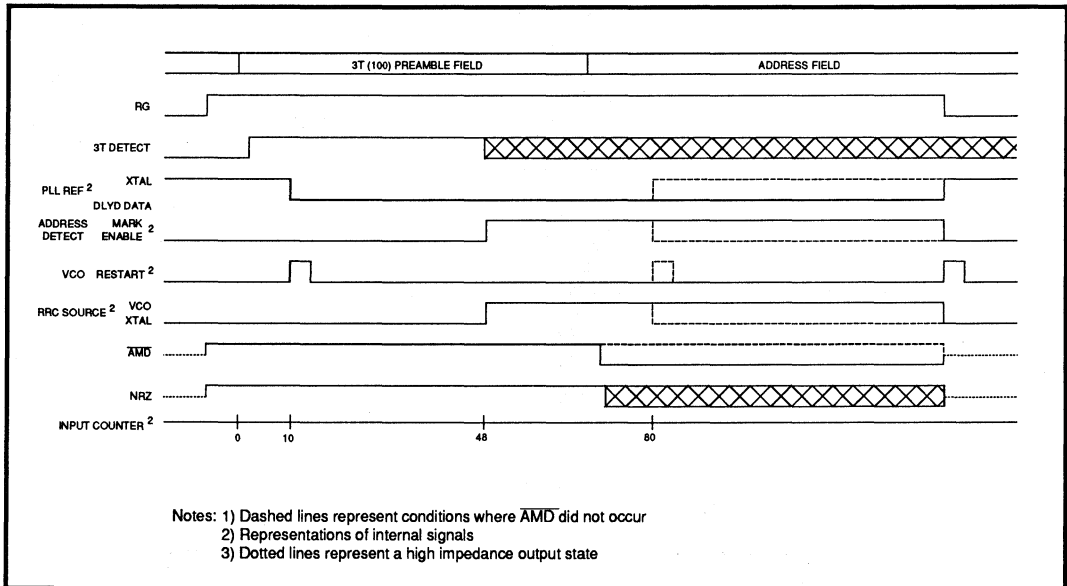 3T (100) PREAMBLE FIELD ADDRESS FIELD
RG
3T DETECT
PLL REF 2 XTAL
DLYD DATA
ADDRESS MARK
DETECT ENABLE 2
VCO RESTART 2
RRC SOURCE 2 VCO
XTAL
AMD
NRZ
INPUT COUNTER 2
0 10 48 80
Notes: 1) Dashed lines represent conditions where AMD did not occur
2) Representations of internal signals
3) Dotted lines represent a high impedance output state